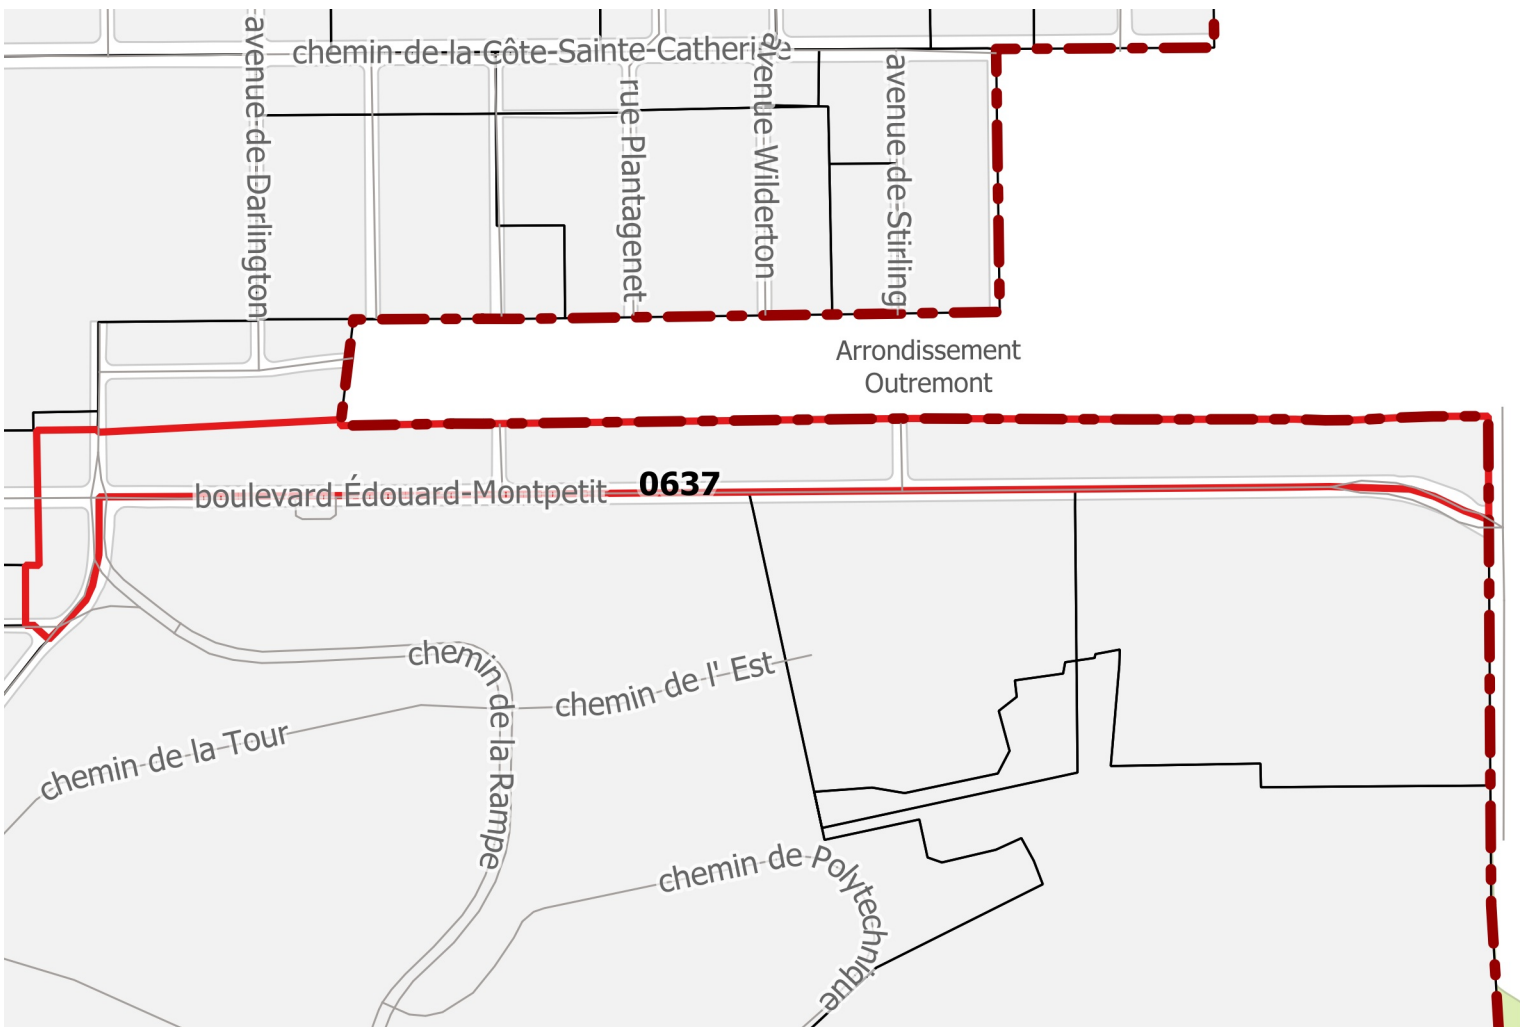 chemin-de-la-Côte-Sainte-Catherine
avenue-de-Darlington
rue-Plantagenet
avenue-Wilderton
avenue-de-Stirling
Arrondissement
Outremont
boulevard-Édouard-Montpetit
0637
chemin-de-la-Rampe
chemin de l' Est
chemin-de la-Tour
chemin-de Polytechnique